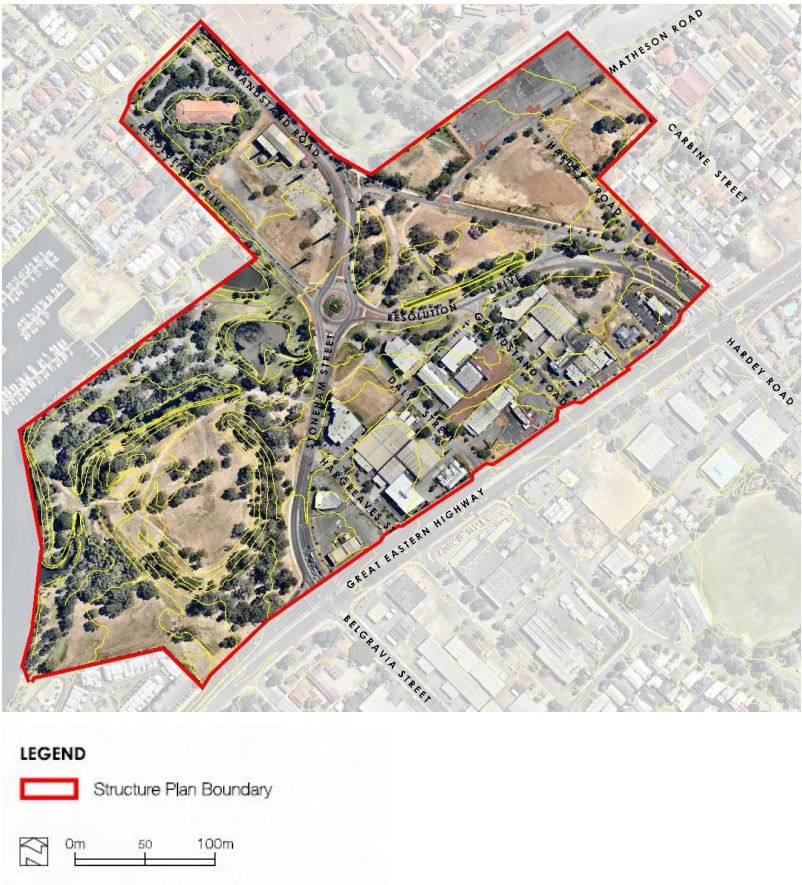 MATHESON ROAD
GRANDSTAND ROAD
CARBINE STREET
RESOLUTION DRIVE
HARDEY ROAD
RESOLUTION DRIVE
GRANDSTAND ROAD
HARDEY ROAD
STONEHAM STREET
DALY STREET
HARGREAVES S
GREAT EASTERN HIGHWAY
BELGRAVIA STREET
LEGEND
Structure Plan Boundary
N
0m 50 100m